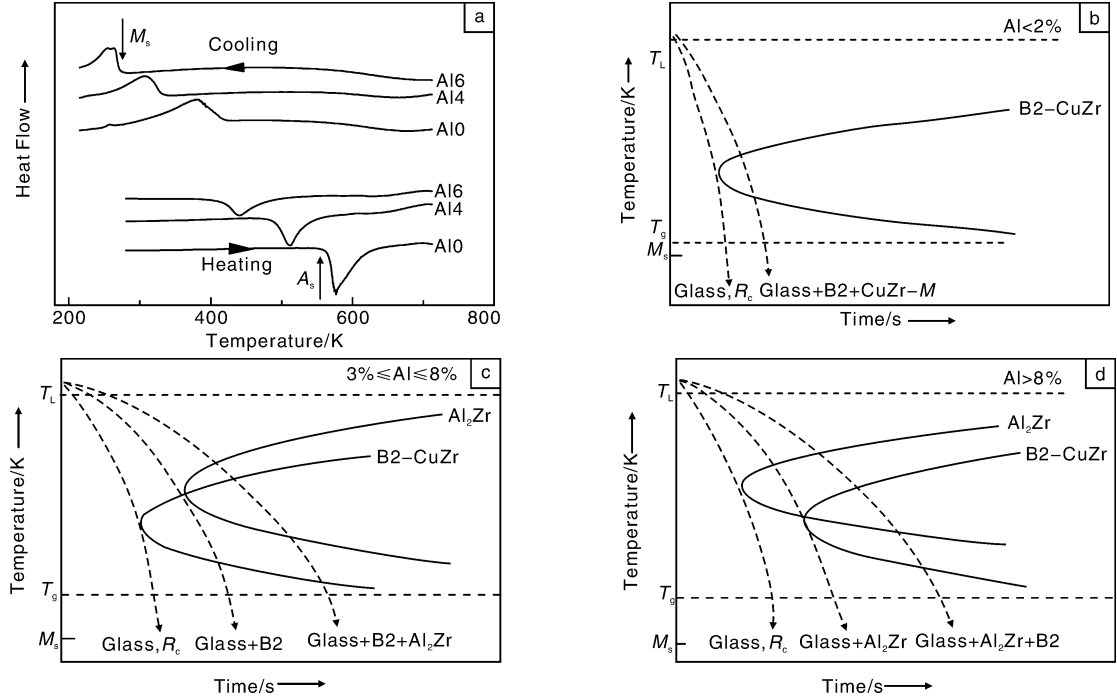 a
Ms
Cooling
Al6
Al4
Al0
Heat Flow
Al6
Al4
Al0
Heating
As
200 400 600 800
Temperature/K
b
Al<2%
TL
B2-CuZr
Temperature/K
Tg
Ms
Glass, Rc Glass+B2+CuZr-M
Time/s
c
3%≤Al≤8%
TL
Al2Zr
B2-CuZr
Temperature/K
Tg
Ms
Glass, Rc Glass+B2 Glass+B2+Al2Zr
Time/s
d
Al>8%
TL
Al2Zr
B2-CuZr
Temperature/K
Tg
Ms
Glass, Rc Glass+Al2Zr Glass+Al2Zr+B2
Time/s